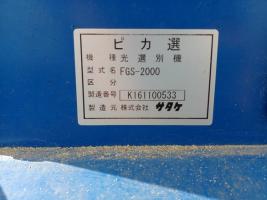 ピカ選
機種 光選別機
型式名 FGS-2000
区分
製造番号 K161100533
製造元 株式会社 サタケ